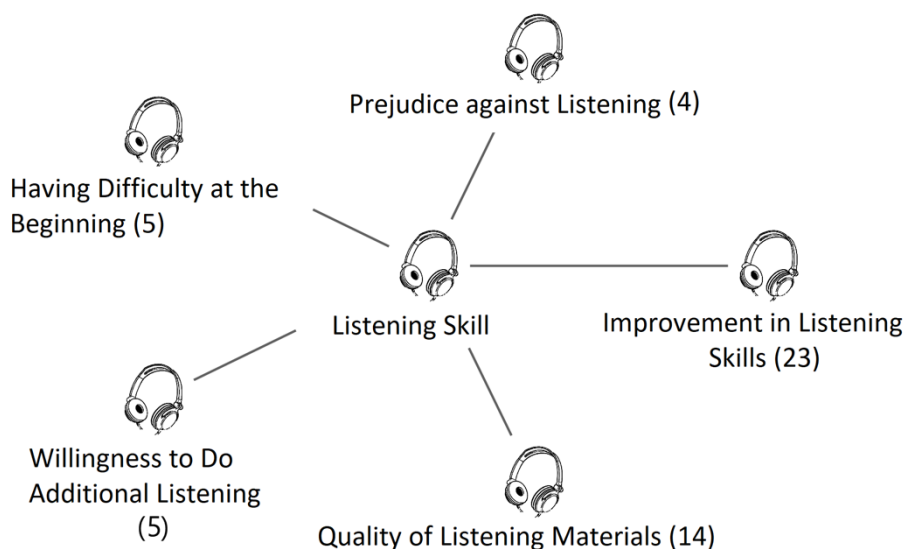 Prejudice against Listening (4)
Having Difficulty at the
Beginning (5)
Listening Skill
Improvement in Listening
Skills (23)
Willingness to Do
Additional Listening
(5)
Quality of Listening Materials (14)